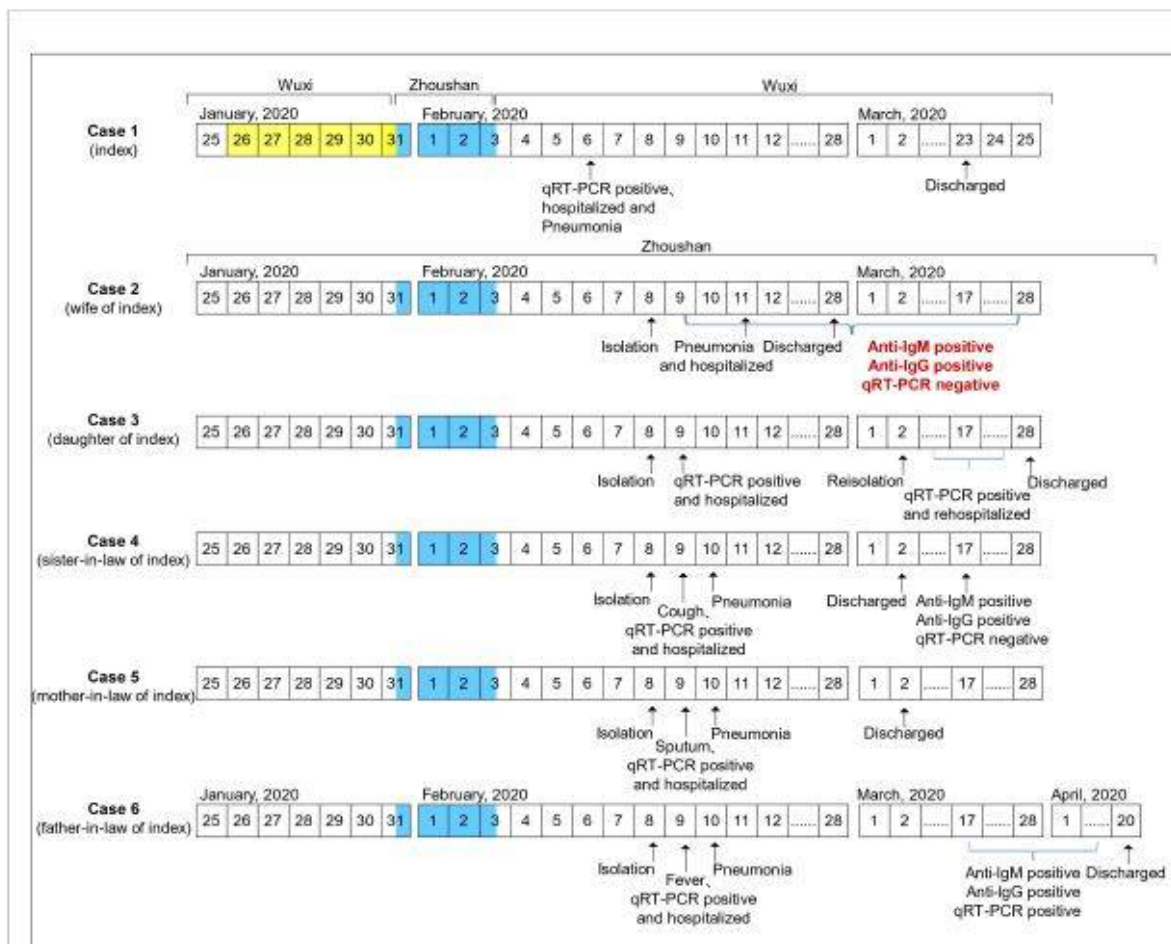 Wuxi Zhoushan Wuxi
January, 2020 February, 2020 March, 2020
Case 1
(index)
25 26 27 28 29 30 31 1 2 3 4 5 6 7 8 9 10 11 12 ...... 28 1 2 ...... 23 24 25
qRT-PCR positive、
hospitalized and
Pneumonia
Discharged
Zhoushan
January, 2020 February, 2020 March, 2020
Case 2
(wife of index)
25 26 27 28 29 30 31 1 2 3 4 5 6 7 8 9 10 11 12 ...... 28 1 2 ...... 17 ...... 28
Isolation Pneumonia Discharged
and hospitalized
Anti-IgM positive
Anti-IgG positive
qRT-PCR negative
Case 3
(daughter of index)
25 26 27 28 29 30 31 1 2 3 4 5 6 7 8 9 10 11 12 ...... 28 1 2 ...... 17 ...... 28
Isolation qRT-PCR positive
and hospitalized
Reisolation Discharged
qRT-PCR positive
and rehospitalized
Case 4
(sister-in-law of index)
25 26 27 28 29 30 31 1 2 3 4 5 6 7 8 9 10 11 12 ...... 28 1 2 ...... 17 ...... 28
Isolation Pneumonia
Cough、
qRT-PCR positive
and hospitalized
Discharged Anti-IgM positive
Anti-IgG positive
qRT-PCR negative
Case 5
(mother-in-law of index)
25 26 27 28 29 30 31 1 2 3 4 5 6 7 8 9 10 11 12 ...... 28 1 2 ...... 17 ...... 28
Isolation Pneumonia
Sputum、
qRT-PCR positive
and hospitalized
Discharged
January, 2020 February, 2020 March, 2020 April, 2020
Case 6
(father-in-law of index)
25 26 27 28 29 30 31 1 2 3 4 5 6 7 8 9 10 11 12 ...... 28 1 2 ...... 17 ...... 28 1 ...... 20
Isolation Pneumonia
Fever、
qRT-PCR positive
and hospitalized
Anti-IgM positive Discharged
Anti-IgG positive
qRT-PCR positive